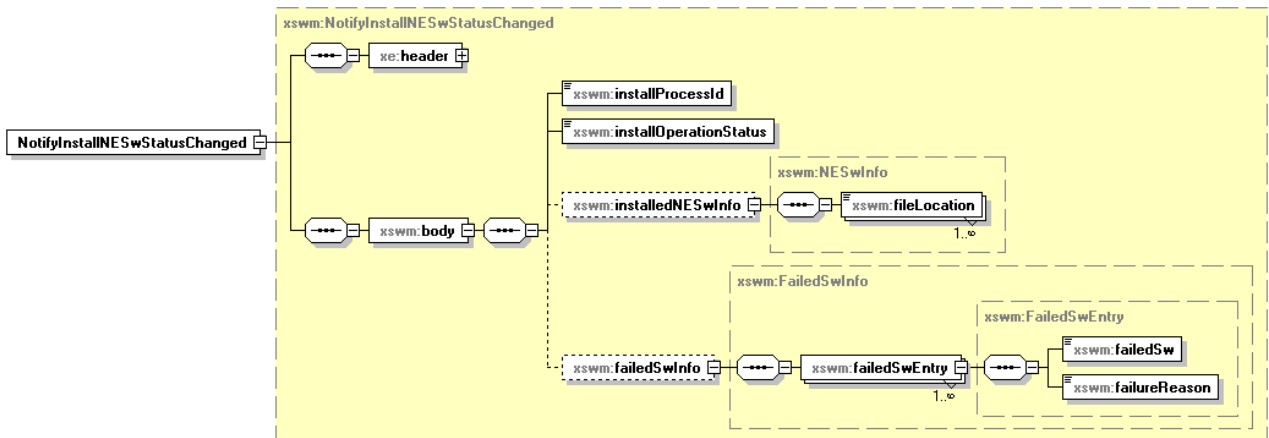 xswm:NotifyInstallNESwStatusChanged
xe:header
xswm:installProcessId
xswm:installOperationStatus
NotifyInstallNESwStatusChanged
xswm:NESwInfo
xswm:installedNESwInfo
xswm:fileLocation
1..∞
xswm:body
xswm:FailedSwInfo
xswm:FailedSwEntry
xswm:failedSw
xswm:failedSwInfo
xswm:failedSwEntry
1..∞
xswm:failureReason